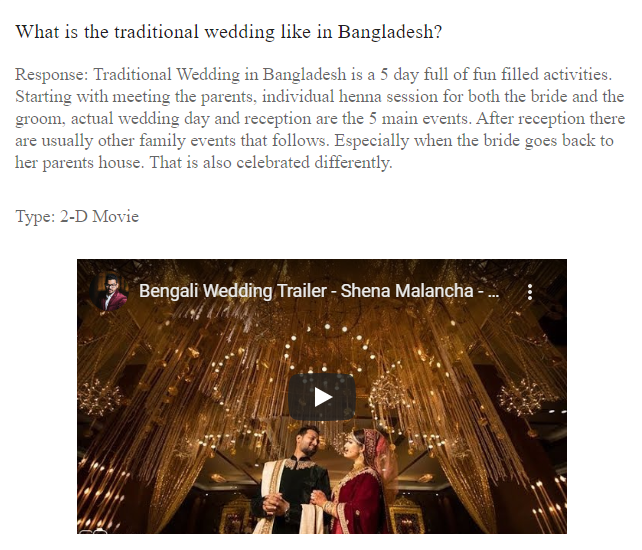 What is the traditional wedding like in Bangladesh?
Response: Traditional Wedding in Bangladesh is a 5 day full of fun filled activities.
Starting with meeting the parents, individual henna session for both the bride and the
groom, actual wedding day and reception are the 5 main events. After reception there
are usually other family events that follows. Especially when the bride goes back to
her parents house. That is also celebrated differently.
Type: 2-D Movie
Bengali Wedding Trailer - Shena Malancha - ...